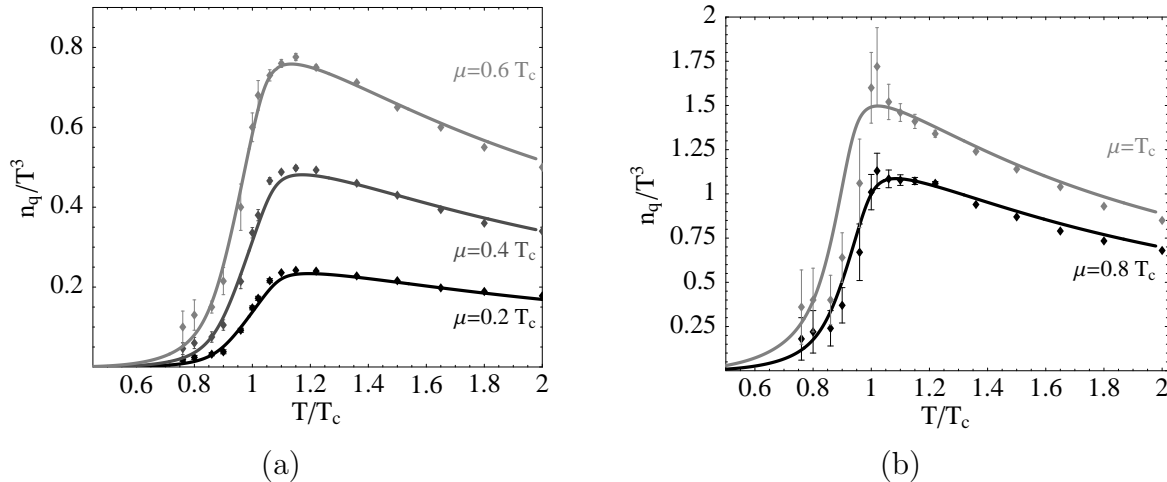 0.8
0.6
0.4
0.2
n_q/T^3
μ=0.6 T_c
μ=0.4 T_c
μ=0.2 T_c
0.6 0.8 1 1.2 1.4 1.6 1.8 2
T/T_c
(a)
2
1.75
1.5
1.25
1
0.75
0.5
0.25
n_q/T^3
μ=T_c
μ=0.8 T_c
0.6 0.8 1 1.2 1.4 1.6 1.8 2
T/T_c
(b)